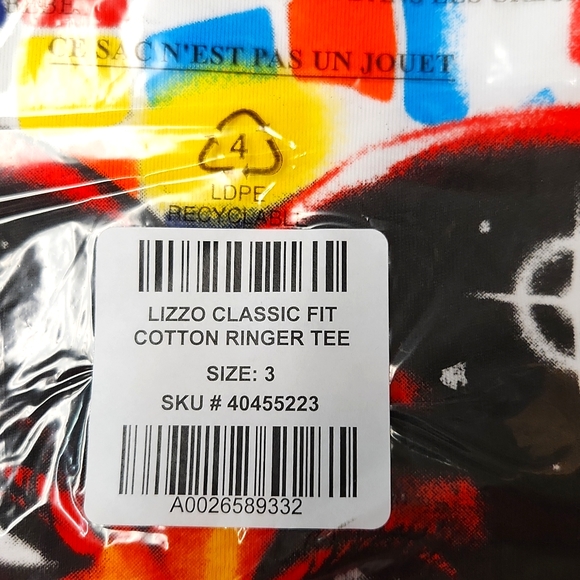 CE SAC N'EST PAS UN JOUET
4
LDPE
RECYCLABLE
LIZZO CLASSIC FIT
COTTON RINGER TEE
SIZE: 3
SKU # 40455223
A0026589332